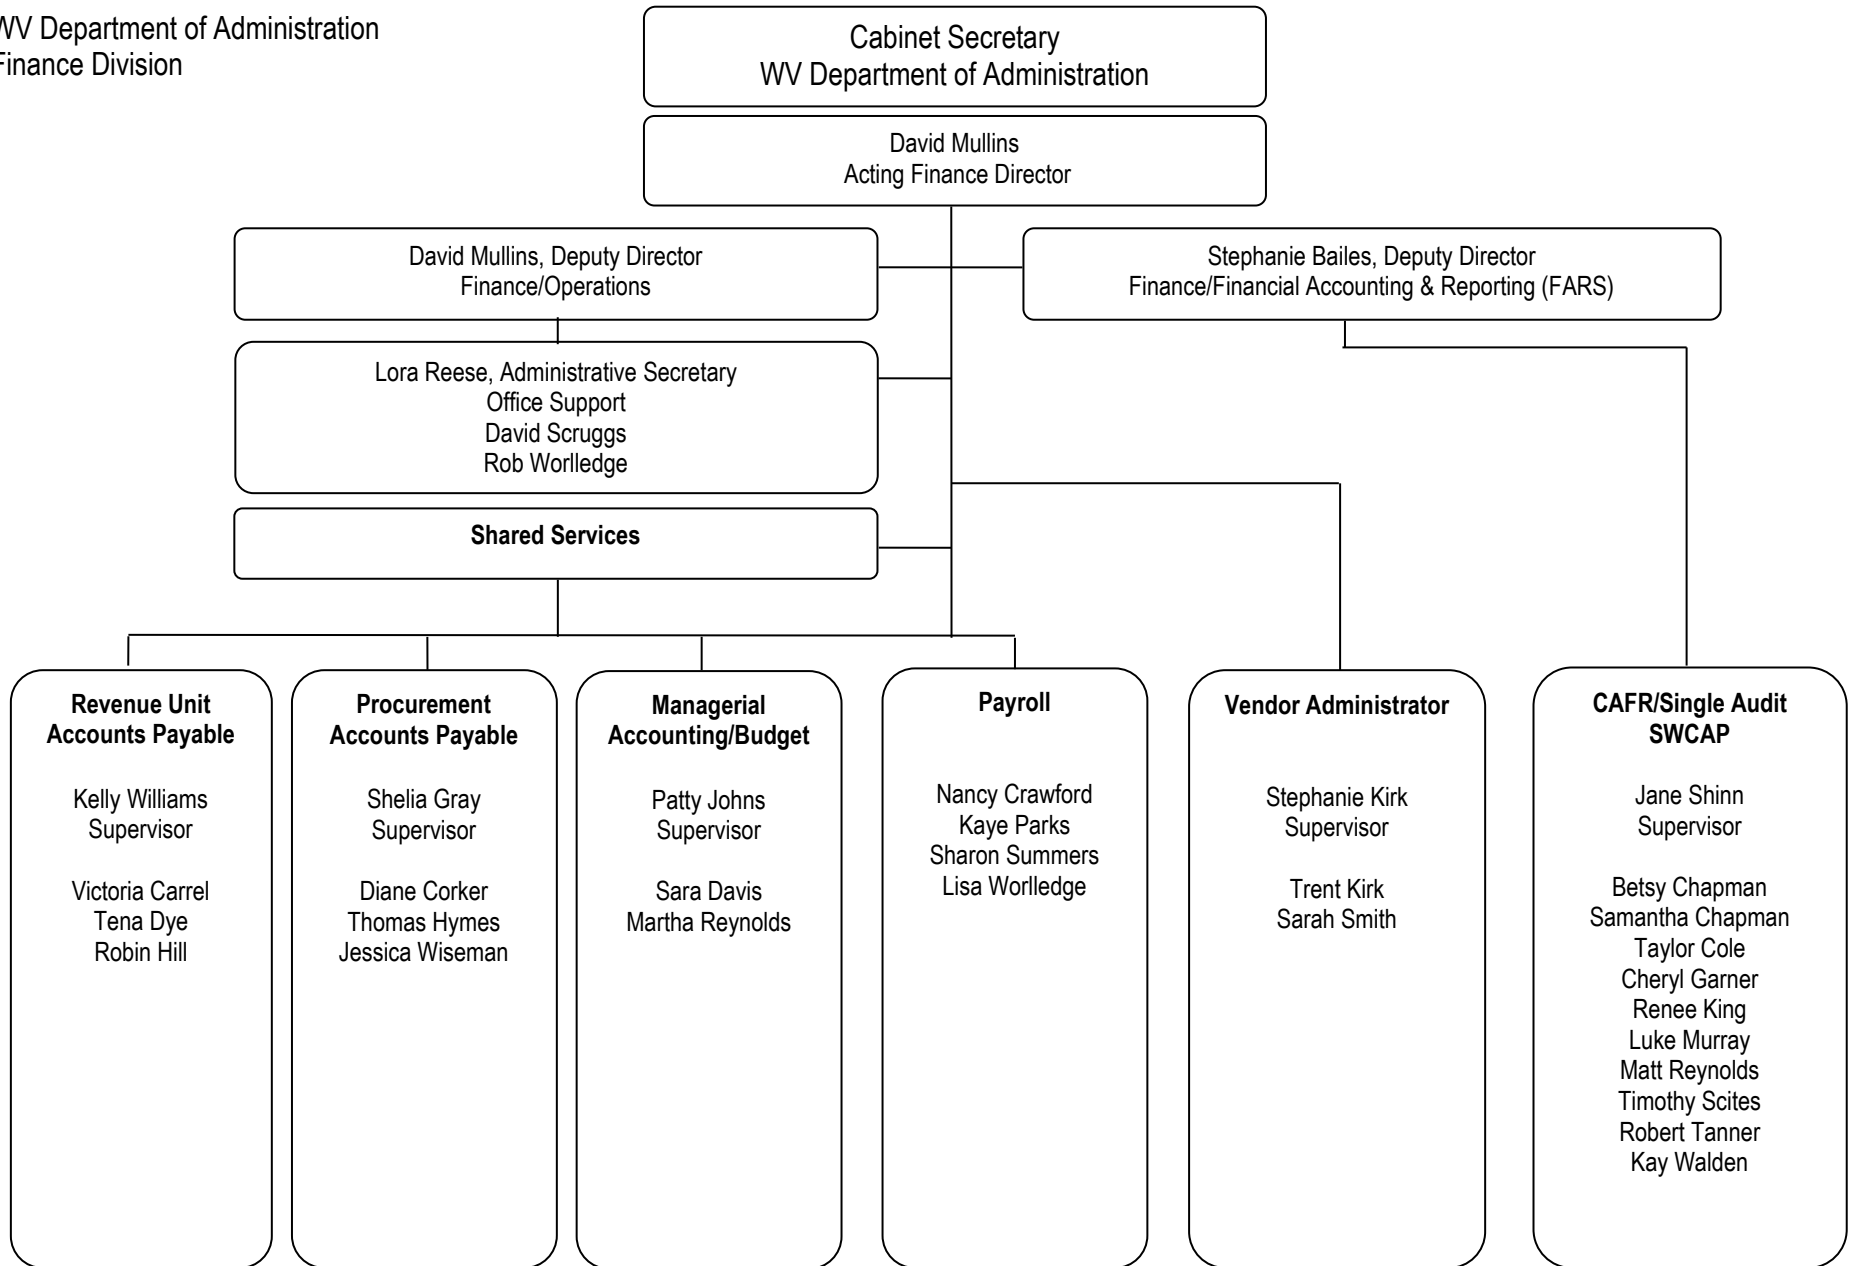 WV Department of Administration
Finance Division
Cabinet Secretary
WV Department of Administration
David Mullins
Acting Finance Director
David Mullins, Deputy Director
Finance/Operations
Stephanie Bailes, Deputy Director
Finance/Financial Accounting & Reporting (FARS)
Lora Reese, Administrative Secretary
Office Support
David Scruggs
Rob Worlledge
Shared Services
Revenue Unit
Accounts Payable
Kelly Williams
Supervisor
Victoria Carrel
Tena Dye
Robin Hill
Procurement
Accounts Payable
Shelia Gray
Supervisor
Diane Corker
Thomas Hymes
Jessica Wiseman
Managerial
Accounting/Budget
Patty Johns
Supervisor
Sara Davis
Martha Reynolds
Payroll
Nancy Crawford
Kaye Parks
Sharon Summers
Lisa Worlledge
Vendor Administrator
Stephanie Kirk
Supervisor
Trent Kirk
Sarah Smith
CAFR/Single Audit
SWCAP
Jane Shinn
Supervisor
Betsy Chapman
Samantha Chapman
Taylor Cole
Cheryl Garner
Renee King
Luke Murray
Matt Reynolds
Timothy Scites
Robert Tanner
Kay Walden